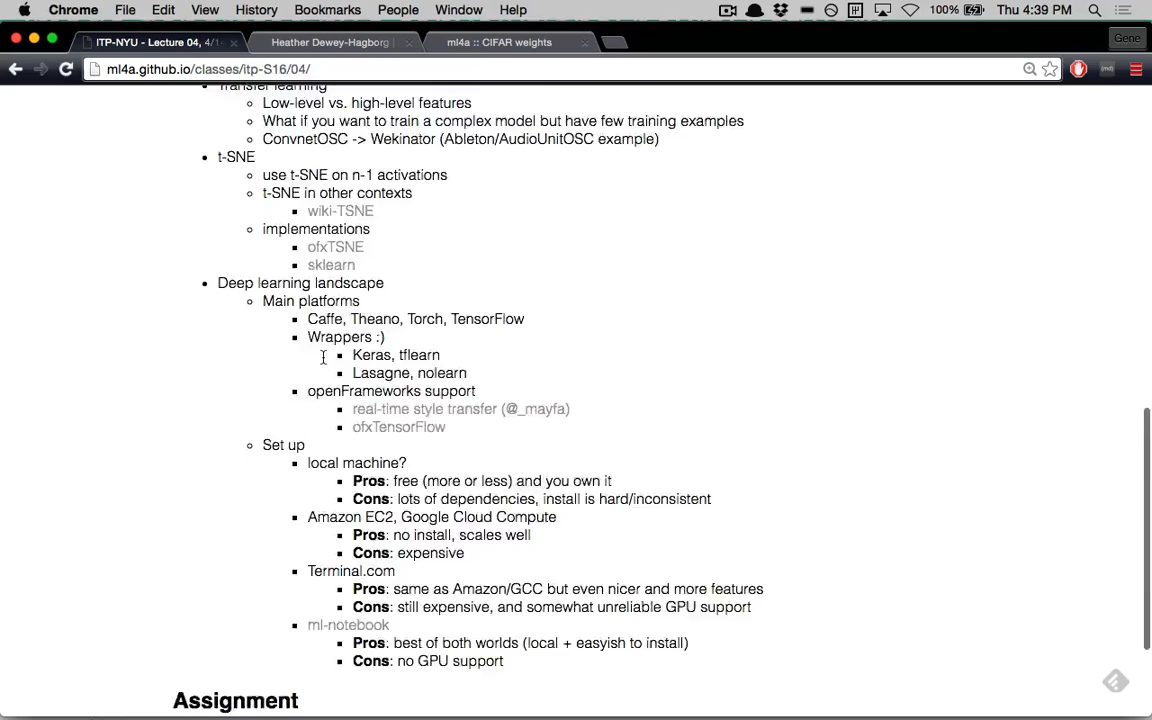 Chrome File Edit View History Bookmarks People Window Help 100% Thu 4:39 PM
ITP-NYU - Lecture 04, 4/1 Heather Dewey-Hagborg ml4a :: CIFAR weights Gene
ml4a.github.io/classes/itp-S16/04/
Transfer learning
Low-level vs. high-level features
What if you want to train a complex model but have few training examples
ConvnetOSC -> Wekinator (Ableton/AudioUnitOSC example)
t-SNE
use t-SNE on n-1 activations
t-SNE in other contexts
wiki-TSNE
implementations
ofxTSNE
sklearn
Deep learning landscape
Main platforms
Caffe, Theano, Torch, TensorFlow
Wrappers :)
Keras, tflearn
Lasagne, nolearn
openFrameworks support
real-time style transfer (@_mayfa)
ofxTensorFlow
Set up
local machine?
Pros: free (more or less) and you own it
Cons: lots of dependencies, install is hard/inconsistent
Amazon EC2, Google Cloud Compute
Pros: no install, scales well
Cons: expensive
Terminal.com
Pros: same as Amazon/GCC but even nicer and more features
Cons: still expensive, and somewhat unreliable GPU support
ml-notebook
Pros: best of both worlds (local + easyish to install)
Cons: no GPU support
Assignment